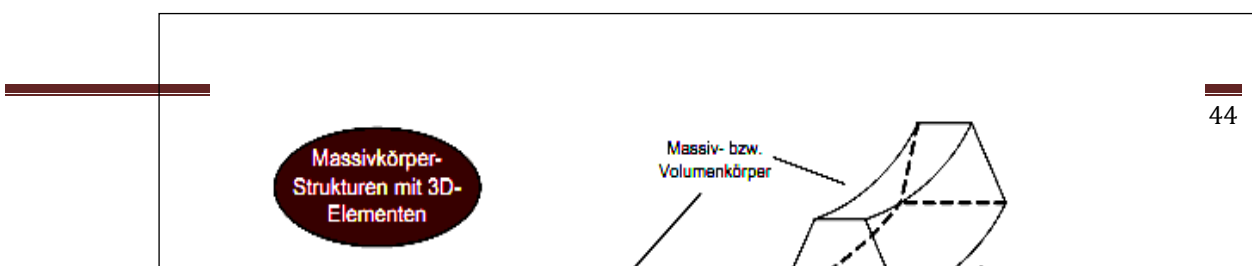 44
Massivkörper-
Strukturen mit 3D-
Elementen
Massiv- bzw.
Volumenkörper